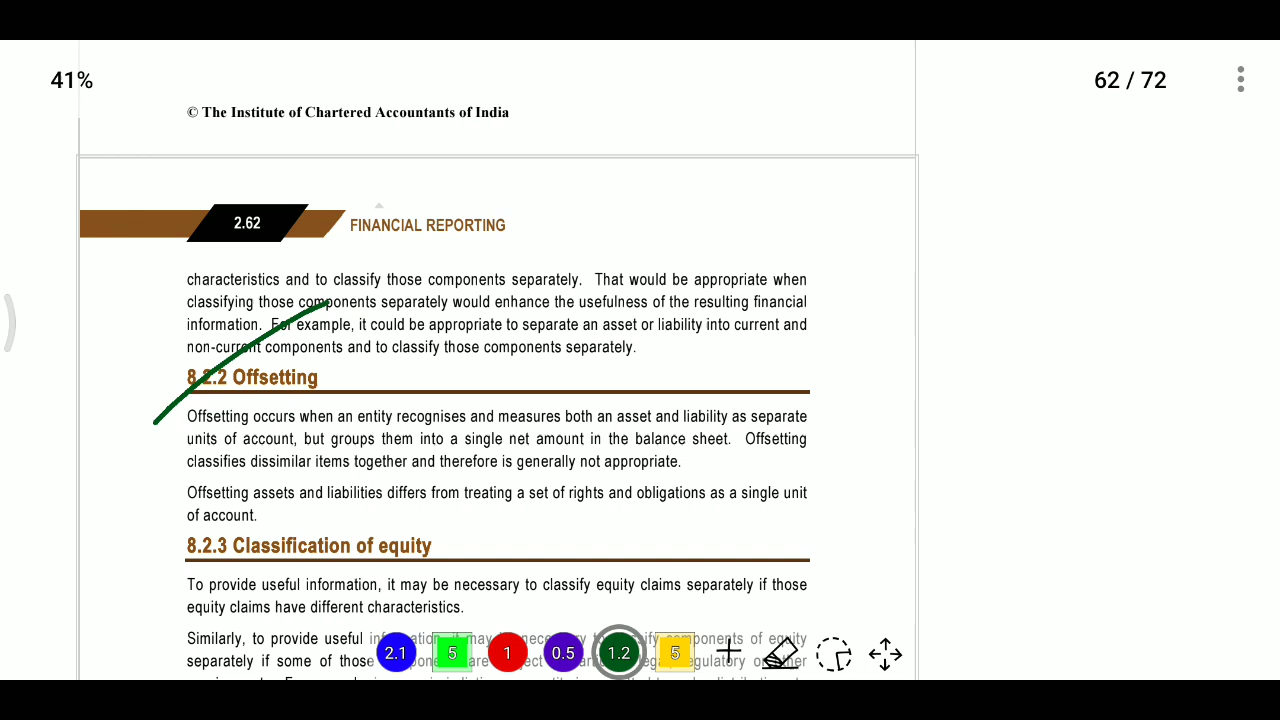 41%
62 / 72
© The Institute of Chartered Accountants of India
2.62
FINANCIAL REPORTING
characteristics and to classify those components separately. That would be appropriate when
classifying those components separately would enhance the usefulness of the resulting financial
information. For example, it could be appropriate to separate an asset or liability into current and
non-current components and to classify those components separately.
8.2.2 Offsetting
Offsetting occurs when an entity recognises and measures both an asset and liability as separate
units of account, but groups them into a single net amount in the balance sheet. Offsetting
classifies dissimilar items together and therefore is generally not appropriate.
Offsetting assets and liabilities differs from treating a set of rights and obligations as a single unit
of account.
8.2.3 Classification of equity
To provide useful information, it may be necessary to classify equity claims separately if those
equity claims have different characteristics.
Similarly, to provide useful information, it may be necessary to classify components of equity
separately if some of those
2.1
5
1
0.5
1.2
5